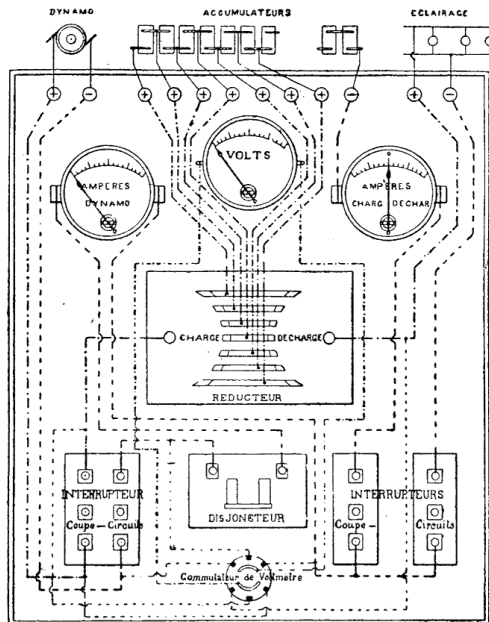 DYNAMO
ACCUMULATEURS
ECLAIRAGE
+ − + + + + + + + − + −
VOLTS
AMPERES
DYNAMO
AMPERES
CHARG DECHAR
CHARGE
DECHARGE
REDUCTEUR
INTERRUPTEUR
Coupe - Circuits
DISJONCTEUR
INTERRUPTEURS
Coupe - Circuits
Commutateur de Voltmetre